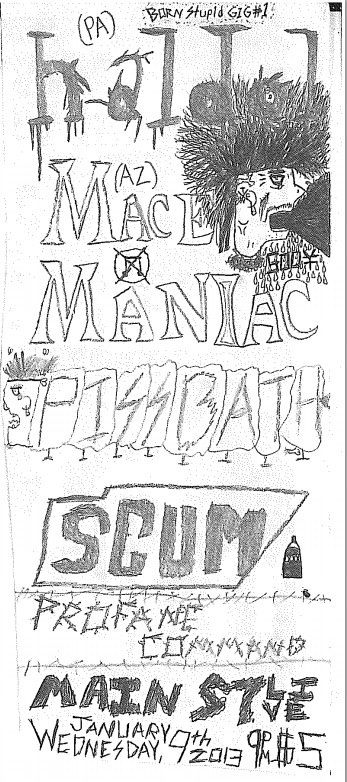 BORN StuPid GIG#1!
(PA)
haldol
(AZ)
MACE
MANIAC
PISSBATH
SCUM
PROFANE
COMMAND
MAIN ST LIVE
JANUARY
WEDNESDAY, 9th 2013 9PM $5